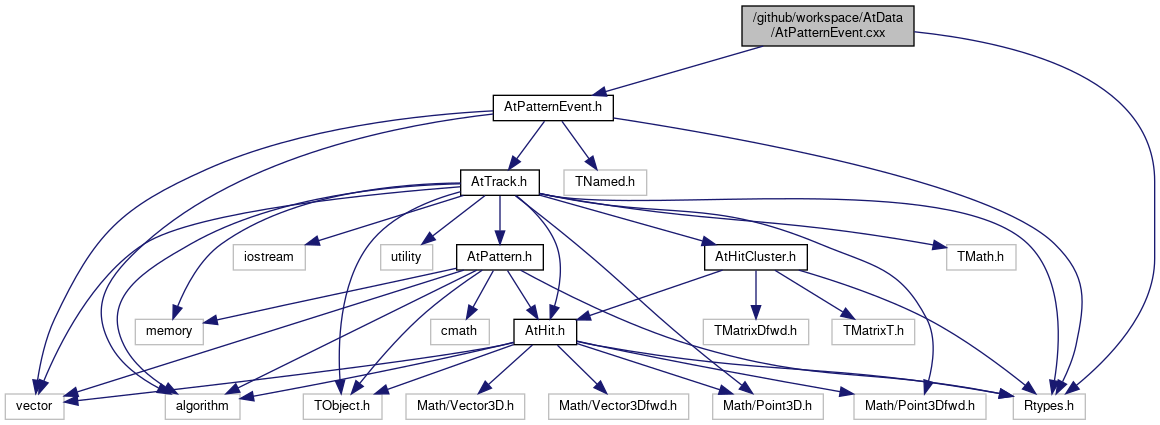 /github/workspace/AtData
/AtPatternEvent.cxx
AtPatternEvent.h
AtTrack.h
TNamed.h
iostream
utility
AtPattern.h
AtHitCluster.h
TMath.h
memory
cmath
AtHit.h
TMatrixDfwd.h
TMatrixT.h
vector
algorithm
TObject.h
Math/Vector3D.h
Math/Vector3Dfwd.h
Math/Point3D.h
Math/Point3Dfwd.h
Rtypes.h